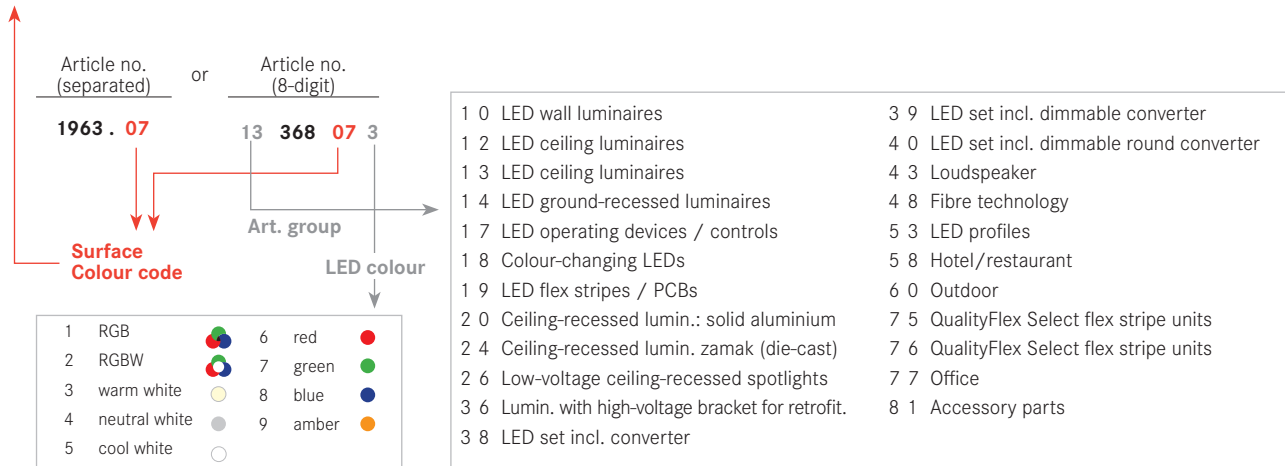 Article no.
(separated)
or
Article no.
(8-digit)
1963 . 07
13 368 07 3
Art. group
Surface
Colour code
LED colour
1 RGB
2 RGBW
3 warm white
4 neutral white
5 cool white
6 red
7 green
8 blue
9 amber
1 0 LED wall luminaires
1 2 LED ceiling luminaires
1 3 LED ceiling luminaires
1 4 LED ground-recessed luminaires
1 7 LED operating devices / controls
1 8 Colour-changing LEDs
1 9 LED flex stripes / PCBs
2 0 Ceiling-recessed lumin.: solid aluminium
2 4 Ceiling-recessed lumin. zamak (die-cast)
2 6 Low-voltage ceiling-recessed spotlights
3 6 Lumin. with high-voltage bracket for retrofit.
3 8 LED set incl. converter
3 9 LED set incl. dimmable converter
4 0 LED set incl. dimmable round converter
4 3 Loudspeaker
4 8 Fibre technology
5 3 LED profiles
5 8 Hotel/restaurant
6 0 Outdoor
7 5 QualityFlex Select flex stripe units
7 6 QualityFlex Select flex stripe units
7 7 Office
8 1 Accessory parts